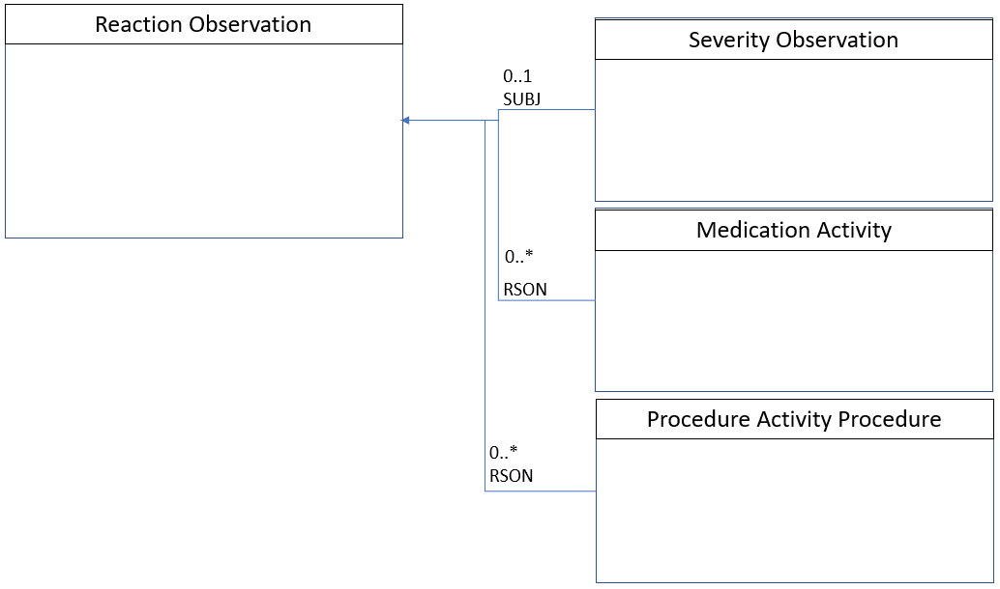 Reaction Observation
Severity Observation
0..1
SUBJ
Medication Activity
0..*
RSON
Procedure Activity Procedure
0..*
RSON